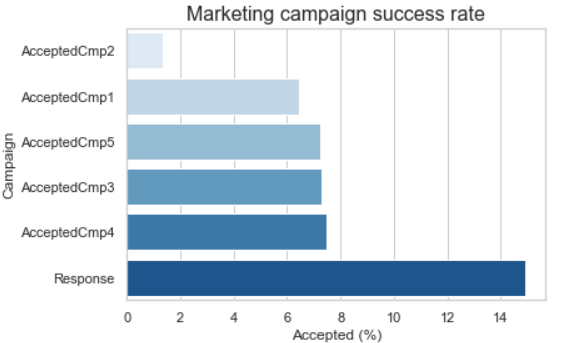 Marketing campaign success rate
AcceptedCmp2
AcceptedCmp1
AcceptedCmp5
AcceptedCmp3
AcceptedCmp4
Response
Campaign
0 2 4 6 8 10 12 14
Accepted (%)